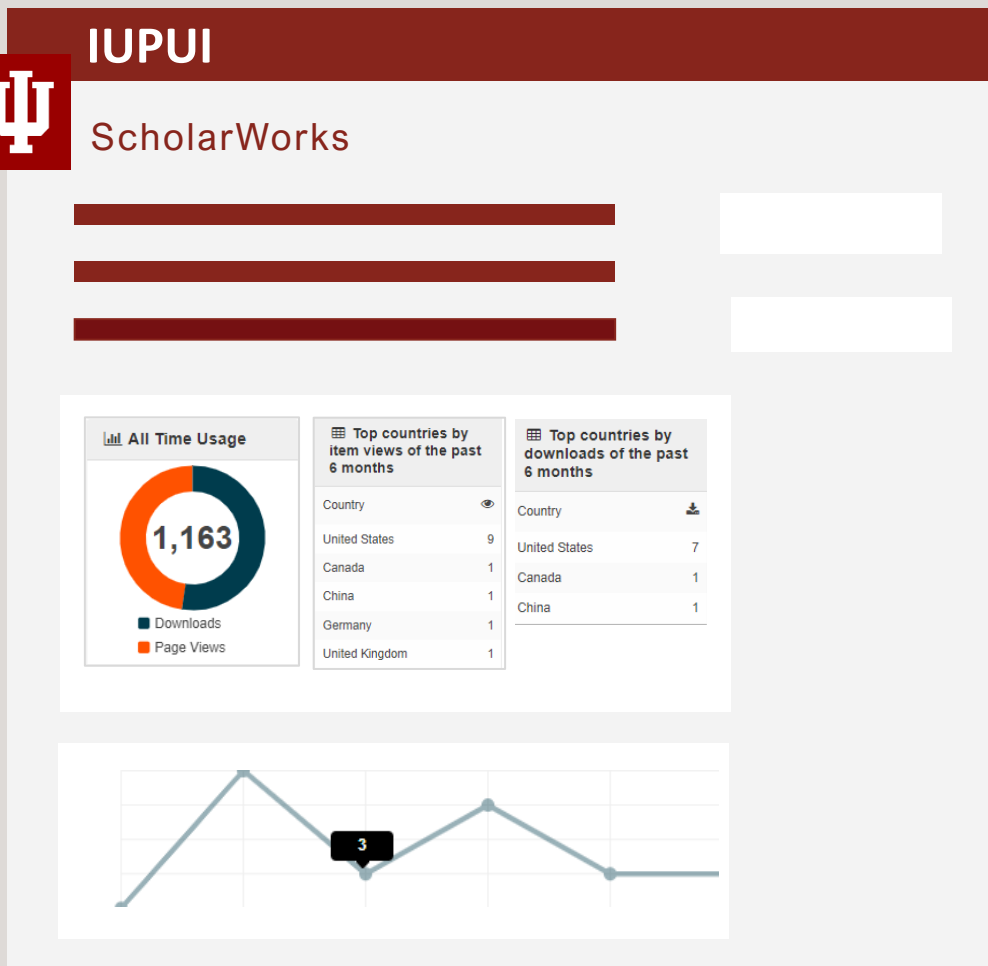 IUPUI
ScholarWorks
All Time Usage
1,163
Downloads
Page Views
Top countries by
item views of the past
6 months
Country
United States 9
Canada 1
China 1
Germany 1
United Kingdom 1
Top countries by
downloads of the past
6 months
Country
United States 7
Canada 1
China 1
3